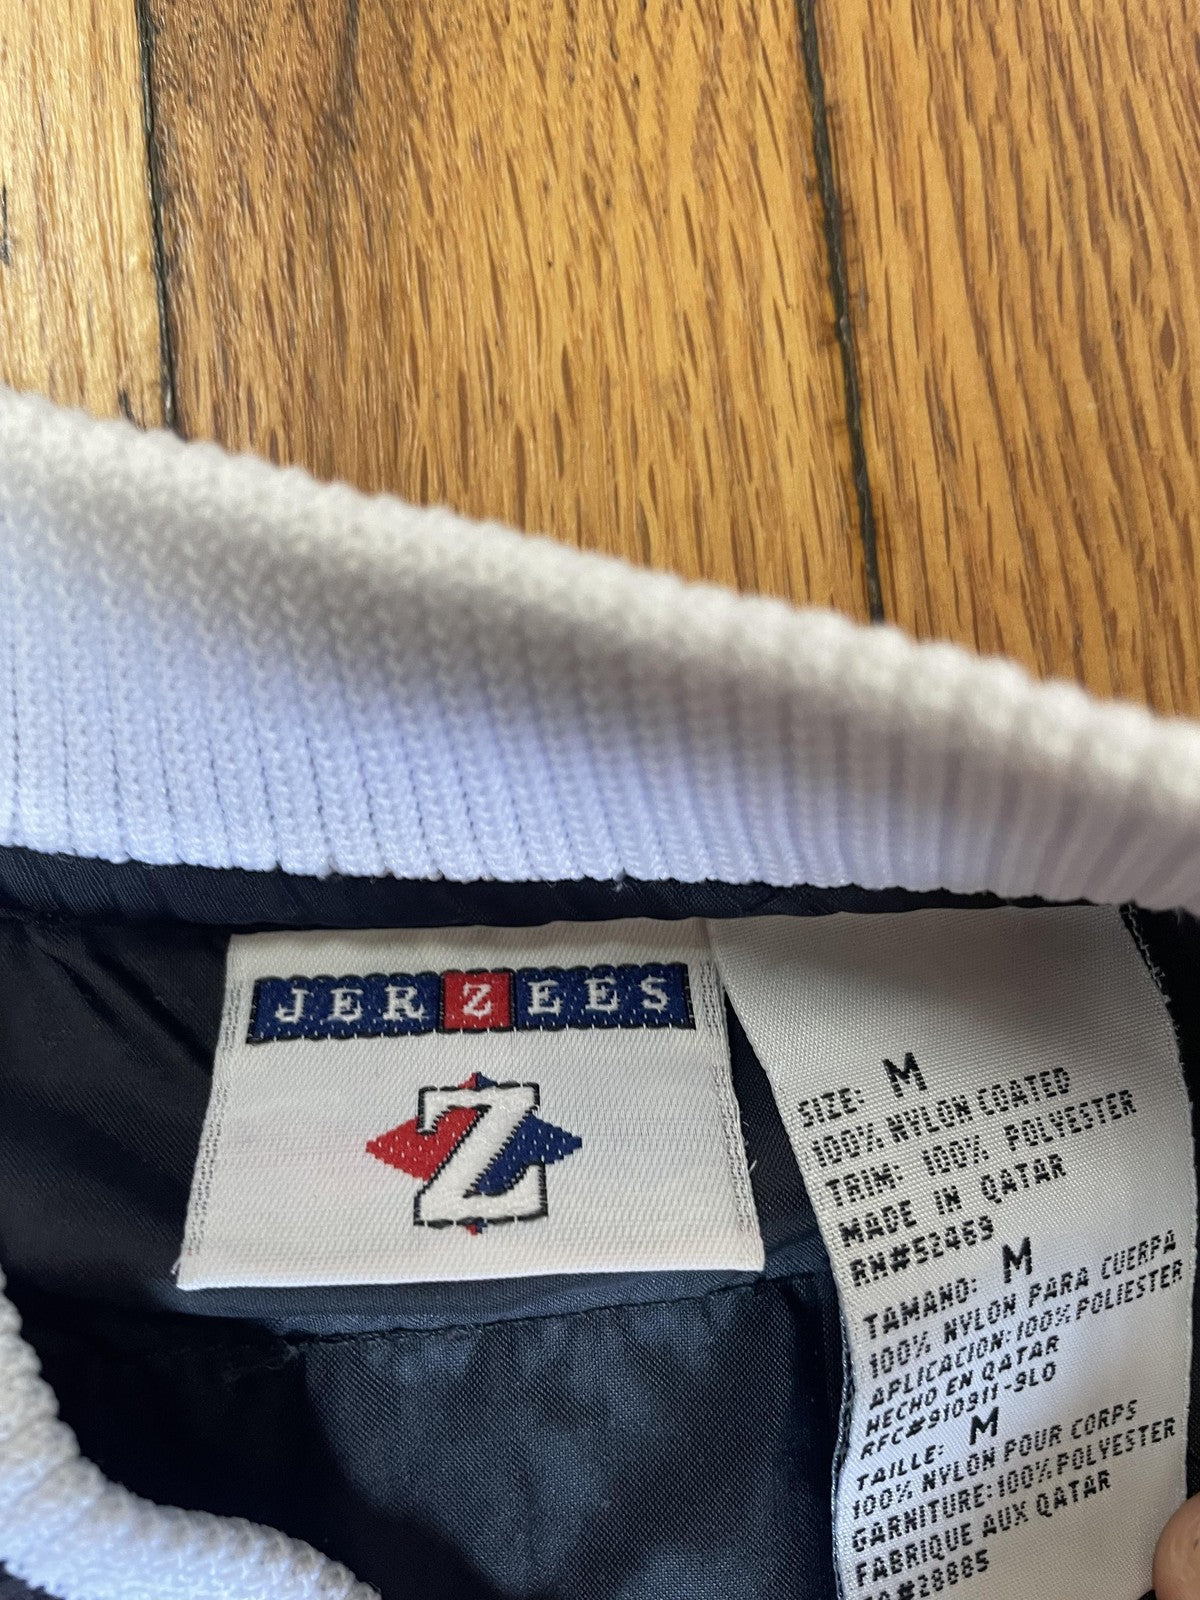 JERZEES
Z
SIZE: M
100% NYLON COATED
TRIM: 100% POLYESTER
MADE IN QATAR
RN#52469
TAMANO: M
100% NYLON PARA CUERPA
APLICACION:100% POLIESTER
HECHO EN QATAR
RFC#910911-9L0
TAILLE: M
100% NYLON POUR CORPS
GARNITURE:100% POLYESTER
FABRIQUE AUX QATAR
CA#28885